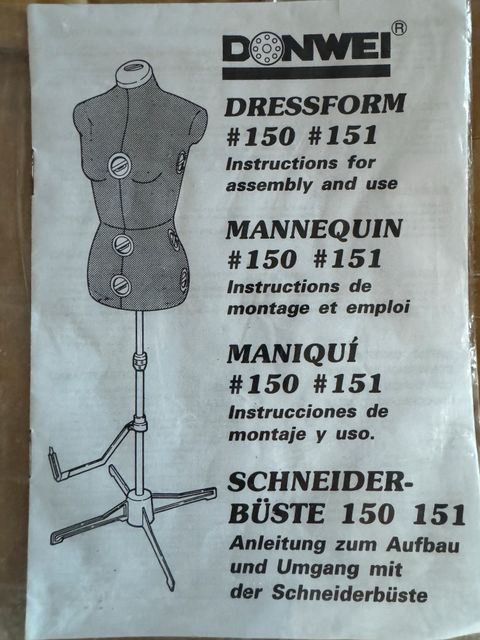 DONWEI®
DRESSFORM
#150 #151
Instructions for
assembly and use
MANNEQUIN
#150 #151
Instructions de
montage et emploi
MANIQUÍ
#150 #151
Instrucciones de
montaje y uso.
SCHNEIDER-
BÜSTE 150 151
Anleitung zum Aufbau
und Umgang mit
der Schneiderbüste